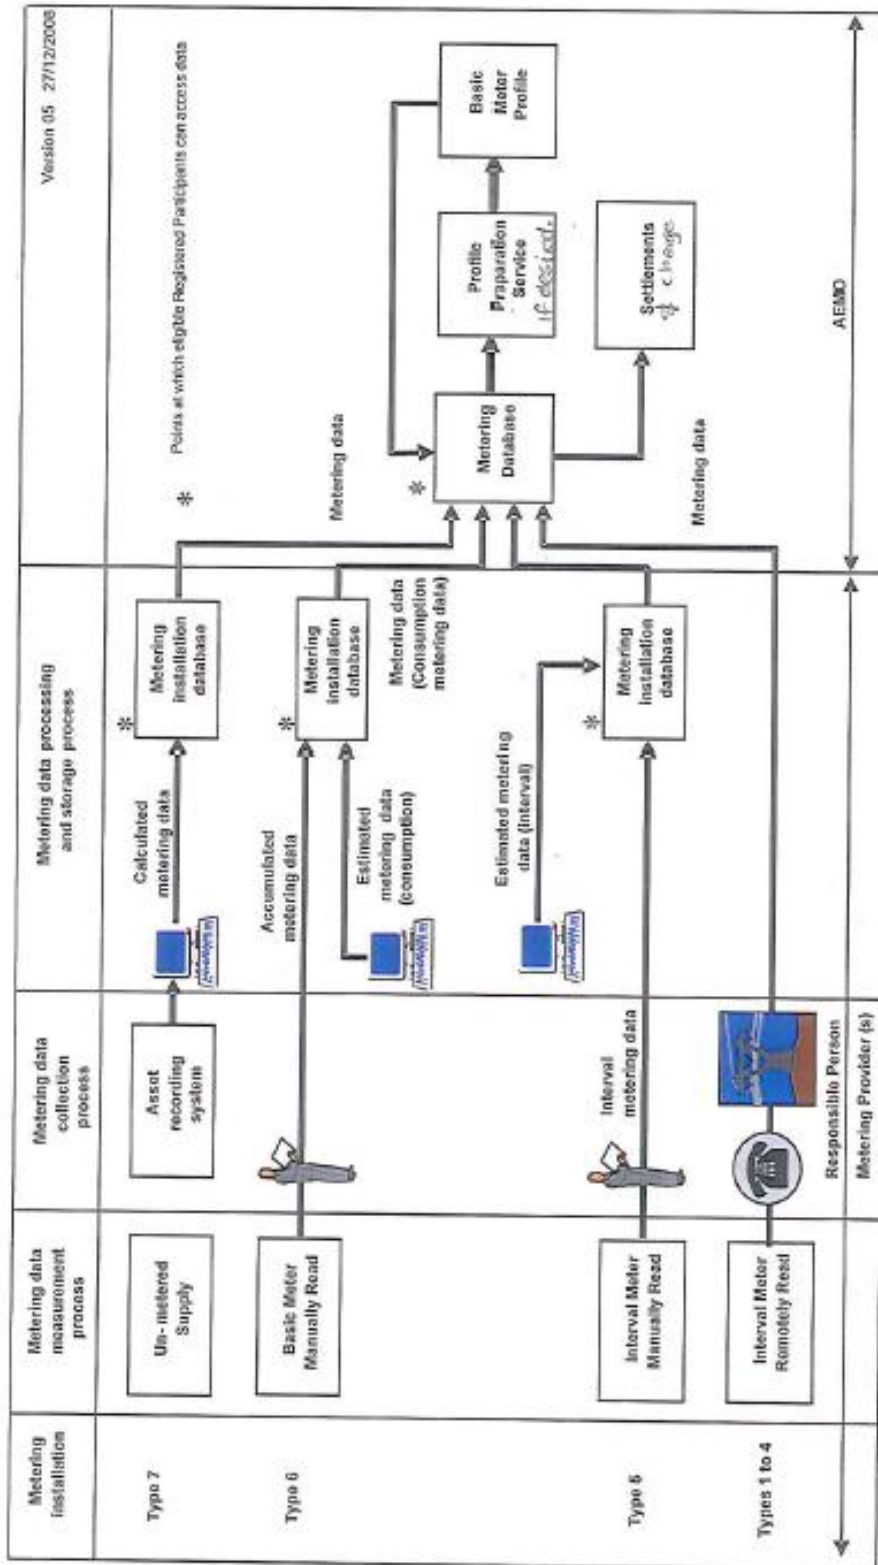 Version 05 27/12/2008
Metering
installation
Metering data
measurement
process
Metering data
collection
process
Metering data processing
and storage process
* Points at which eligible Registered Participants can access data
Type 7
Un-metered
Supply
Asset
recording
system
Calculated
metering data
*
Metering
installation
database
Metering data
Type 6
Basic Meter
Manually Read
Accumulated
metering data
Estimated
metering data
(consumption)
*
Metering
installation
database
Metering data
(Consumption
metering data)
*
Metering
Database
Profile
Preparation
Service
if desired.
Basic
Meter
Profile
Settlements
Type 5
Interval Meter
Manually Read
Interval
metering data
Estimated metering
data (interval)
*
Metering
installation
database
Metering data
Types 1 to 4
Interval Meter
Remotely Read
Responsible Person
Metering Provider (s)
AEMO